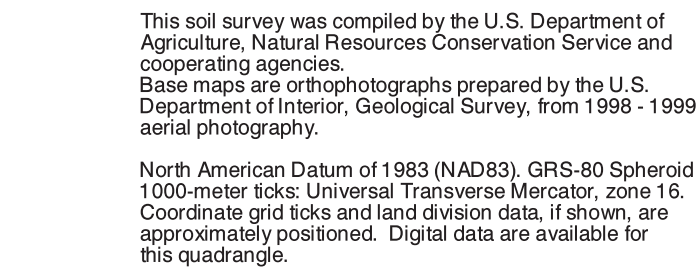 This soil survey was compiled by the U.S. Department of
Agriculture, Natural Resources Conservation Service and
cooperating agencies.
Base maps are orthophotographs prepared by the U.S.
Department of Interior, Geological Survey, from 1998 - 1999
aerial photography.
North American Datum of 1983 (NAD83). GRS-80 Spheroid
1000-meter ticks: Universal Transverse Mercator, zone 16.
Coordinate grid ticks and land division data, if shown, are
approximately positioned.  Digital data are available for
this quadrangle.